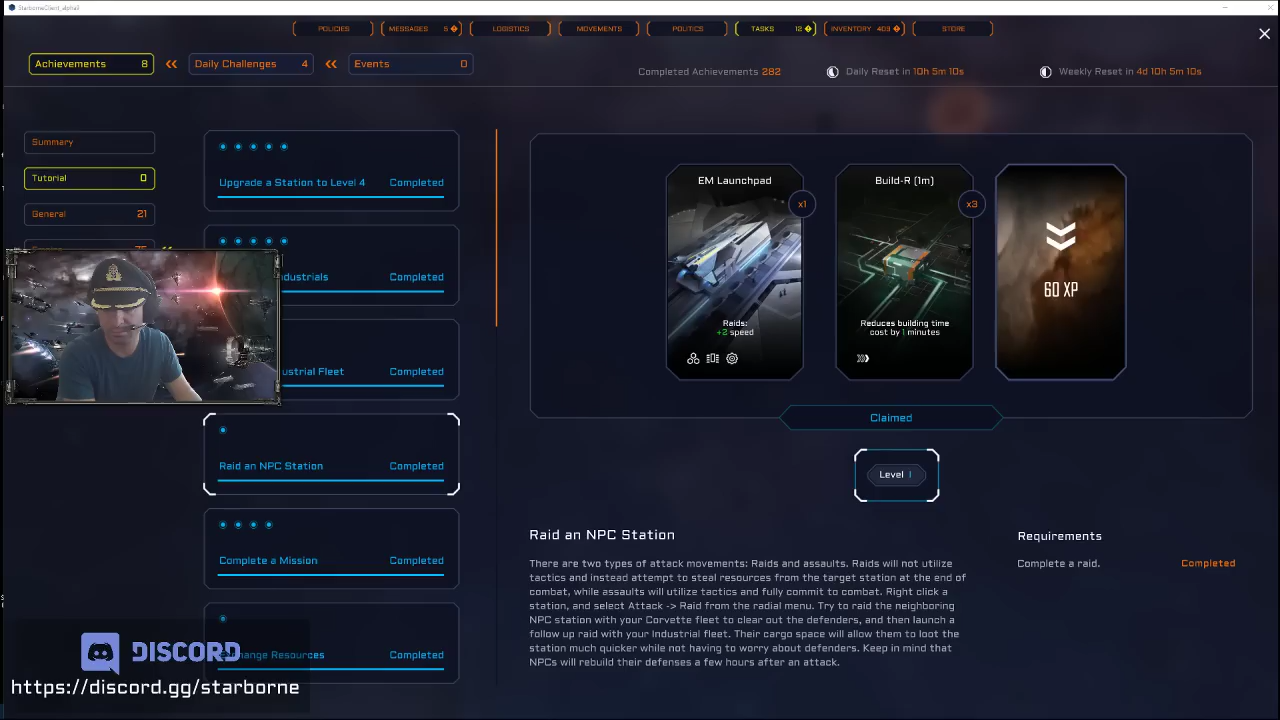 StarborneClient_alpha8
POLICIES
MESSAGES 5
LOGISTICS
MOVEMENTS
POLITICS
TASKS 12
INVENTORY 403
STORE
Achievements 8
Daily Challenges 4
Events 0
Completed Achievements 282
Daily Reset in 10h 5m 10s
Weekly Reset in 4d 10h 5m 10s
Summary
Tutorial 0
General 21
75
Upgrade a Station to Level 4 Completed
ndustrials Completed
ustrial Fleet Completed
Raid an NPC Station Completed
Complete a Mission Completed
change Resources Completed
EM Launchpad
x1
Raids:
+2 speed
Build-R (1m)
x3
Reduces building time
cost by 1 minutes
60 XP
Claimed
Level I
Raid an NPC Station
There are two types of attack movements: Raids and assaults. Raids will not utilize
tactics and instead attempt to steal resources from the target station at the end of
combat, while assaults will utilize tactics and fully commit to combat. Right click a
station, and select Attack -> Raid from the radial menu. Try to raid the neighboring
NPC station with your Corvette fleet to clear out the defenders, and then launch a
follow up raid with your Industrial fleet. Their cargo space will allow them to loot the
station much quicker while not having to worry about defenders. Keep in mind that
NPCs will rebuild their defenses a few hours after an attack.
Requirements
Complete a raid. Completed
DISCORD
https://discord.gg/starborne